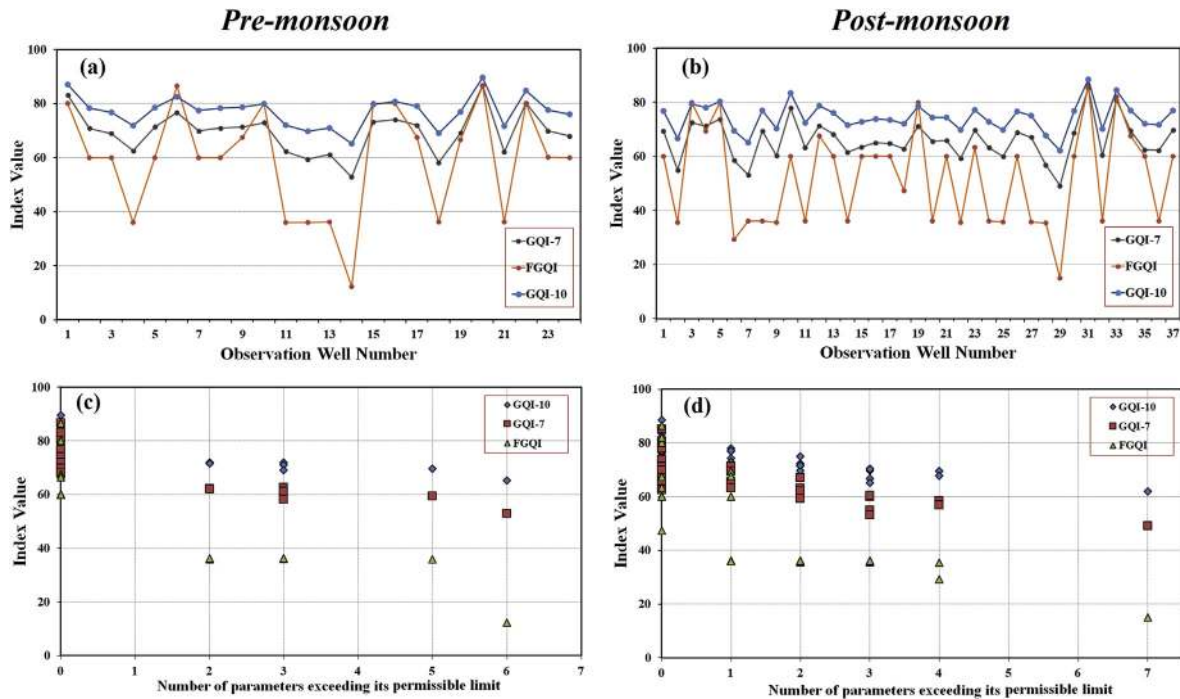 Pre-monsoon
Post-monsoon
(a)
100
80
60
40
20
0
Index Value
GQI-7
FGQI
GQI-10
1 3 5 7 9 11 13 15 17 19 21 23
Observation Well Number
(b)
100
80
60
40
20
0
Index Value
GQI-7
FGQI
GQI-10
1 3 5 7 9 11 13 15 17 19 21 23 25 27 29 31 33 35 37
Observation Well Number
(c)
100
80
60
40
20
0
Index Value
GQI-10
GQI-7
FGQI
0 1 2 3 4 5 6 7
Number of parameters exceeding its permissible limit
(d)
100
80
60
40
20
0
Index Value
GQI-10
GQI-7
FGQI
0 1 2 3 4 5 6 7
Number of parameters exceeding its permissible limit